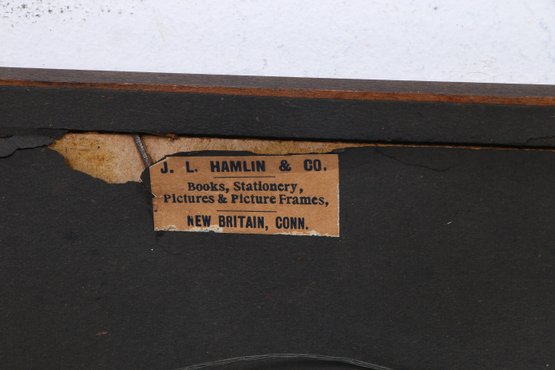 J. L. HAMLIN & CO.
Books, Stationery,
Pictures & Picture Frames,
NEW BRITAIN, CONN.